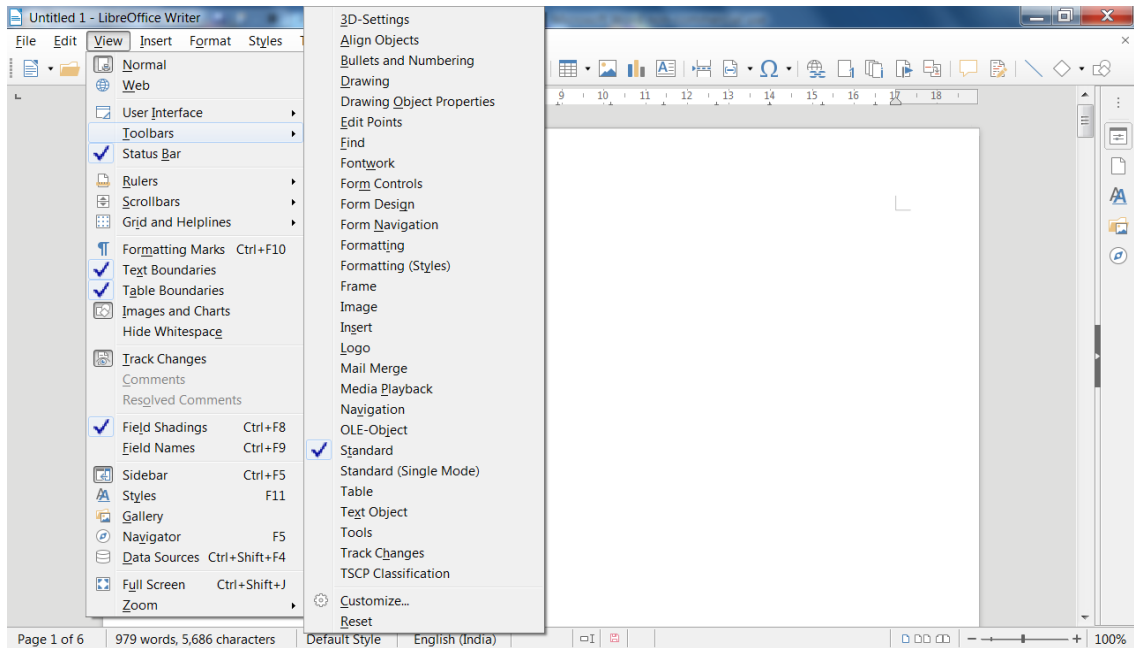 Untitled 1 - LibreOffice Writer
File Edit View Insert Format Styles T
9 10 11 12 13 14 15 16 17 18
Normal
Web
User Interface
Toolbars
Status Bar
Rulers
Scrollbars
Grid and Helplines
Formatting Marks Ctrl+F10
Text Boundaries
Table Boundaries
Images and Charts
Hide Whitespace
Track Changes
Comments
Resolved Comments
Field Shadings Ctrl+F8
Field Names Ctrl+F9
Sidebar Ctrl+F5
Styles F11
Gallery
Navigator F5
Data Sources Ctrl+Shift+F4
Full Screen Ctrl+Shift+J
Zoom
3D-Settings
Align Objects
Bullets and Numbering
Drawing
Drawing Object Properties
Edit Points
Find
Fontwork
Form Controls
Form Design
Form Navigation
Formatting
Formatting (Styles)
Frame
Image
Insert
Logo
Mail Merge
Media Playback
Navigation
OLE-Object
Standard
Standard (Single Mode)
Table
Text Object
Tools
Track Changes
TSCP Classification
Customize...
Reset
Page 1 of 6 979 words, 5,686 characters Default Style English (India) 100%